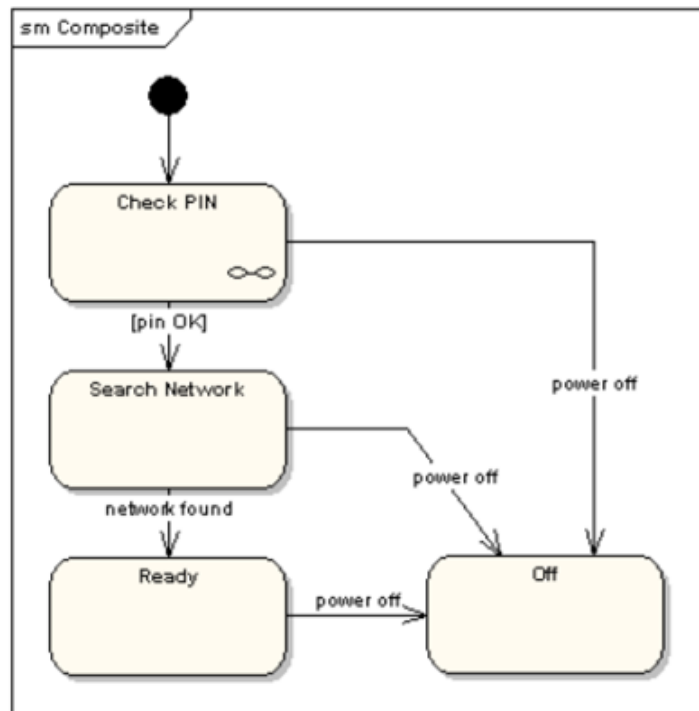 sm Composite
Check PIN
[pin OK]
Search Network
power off
power off
network found
Ready
Off
power off